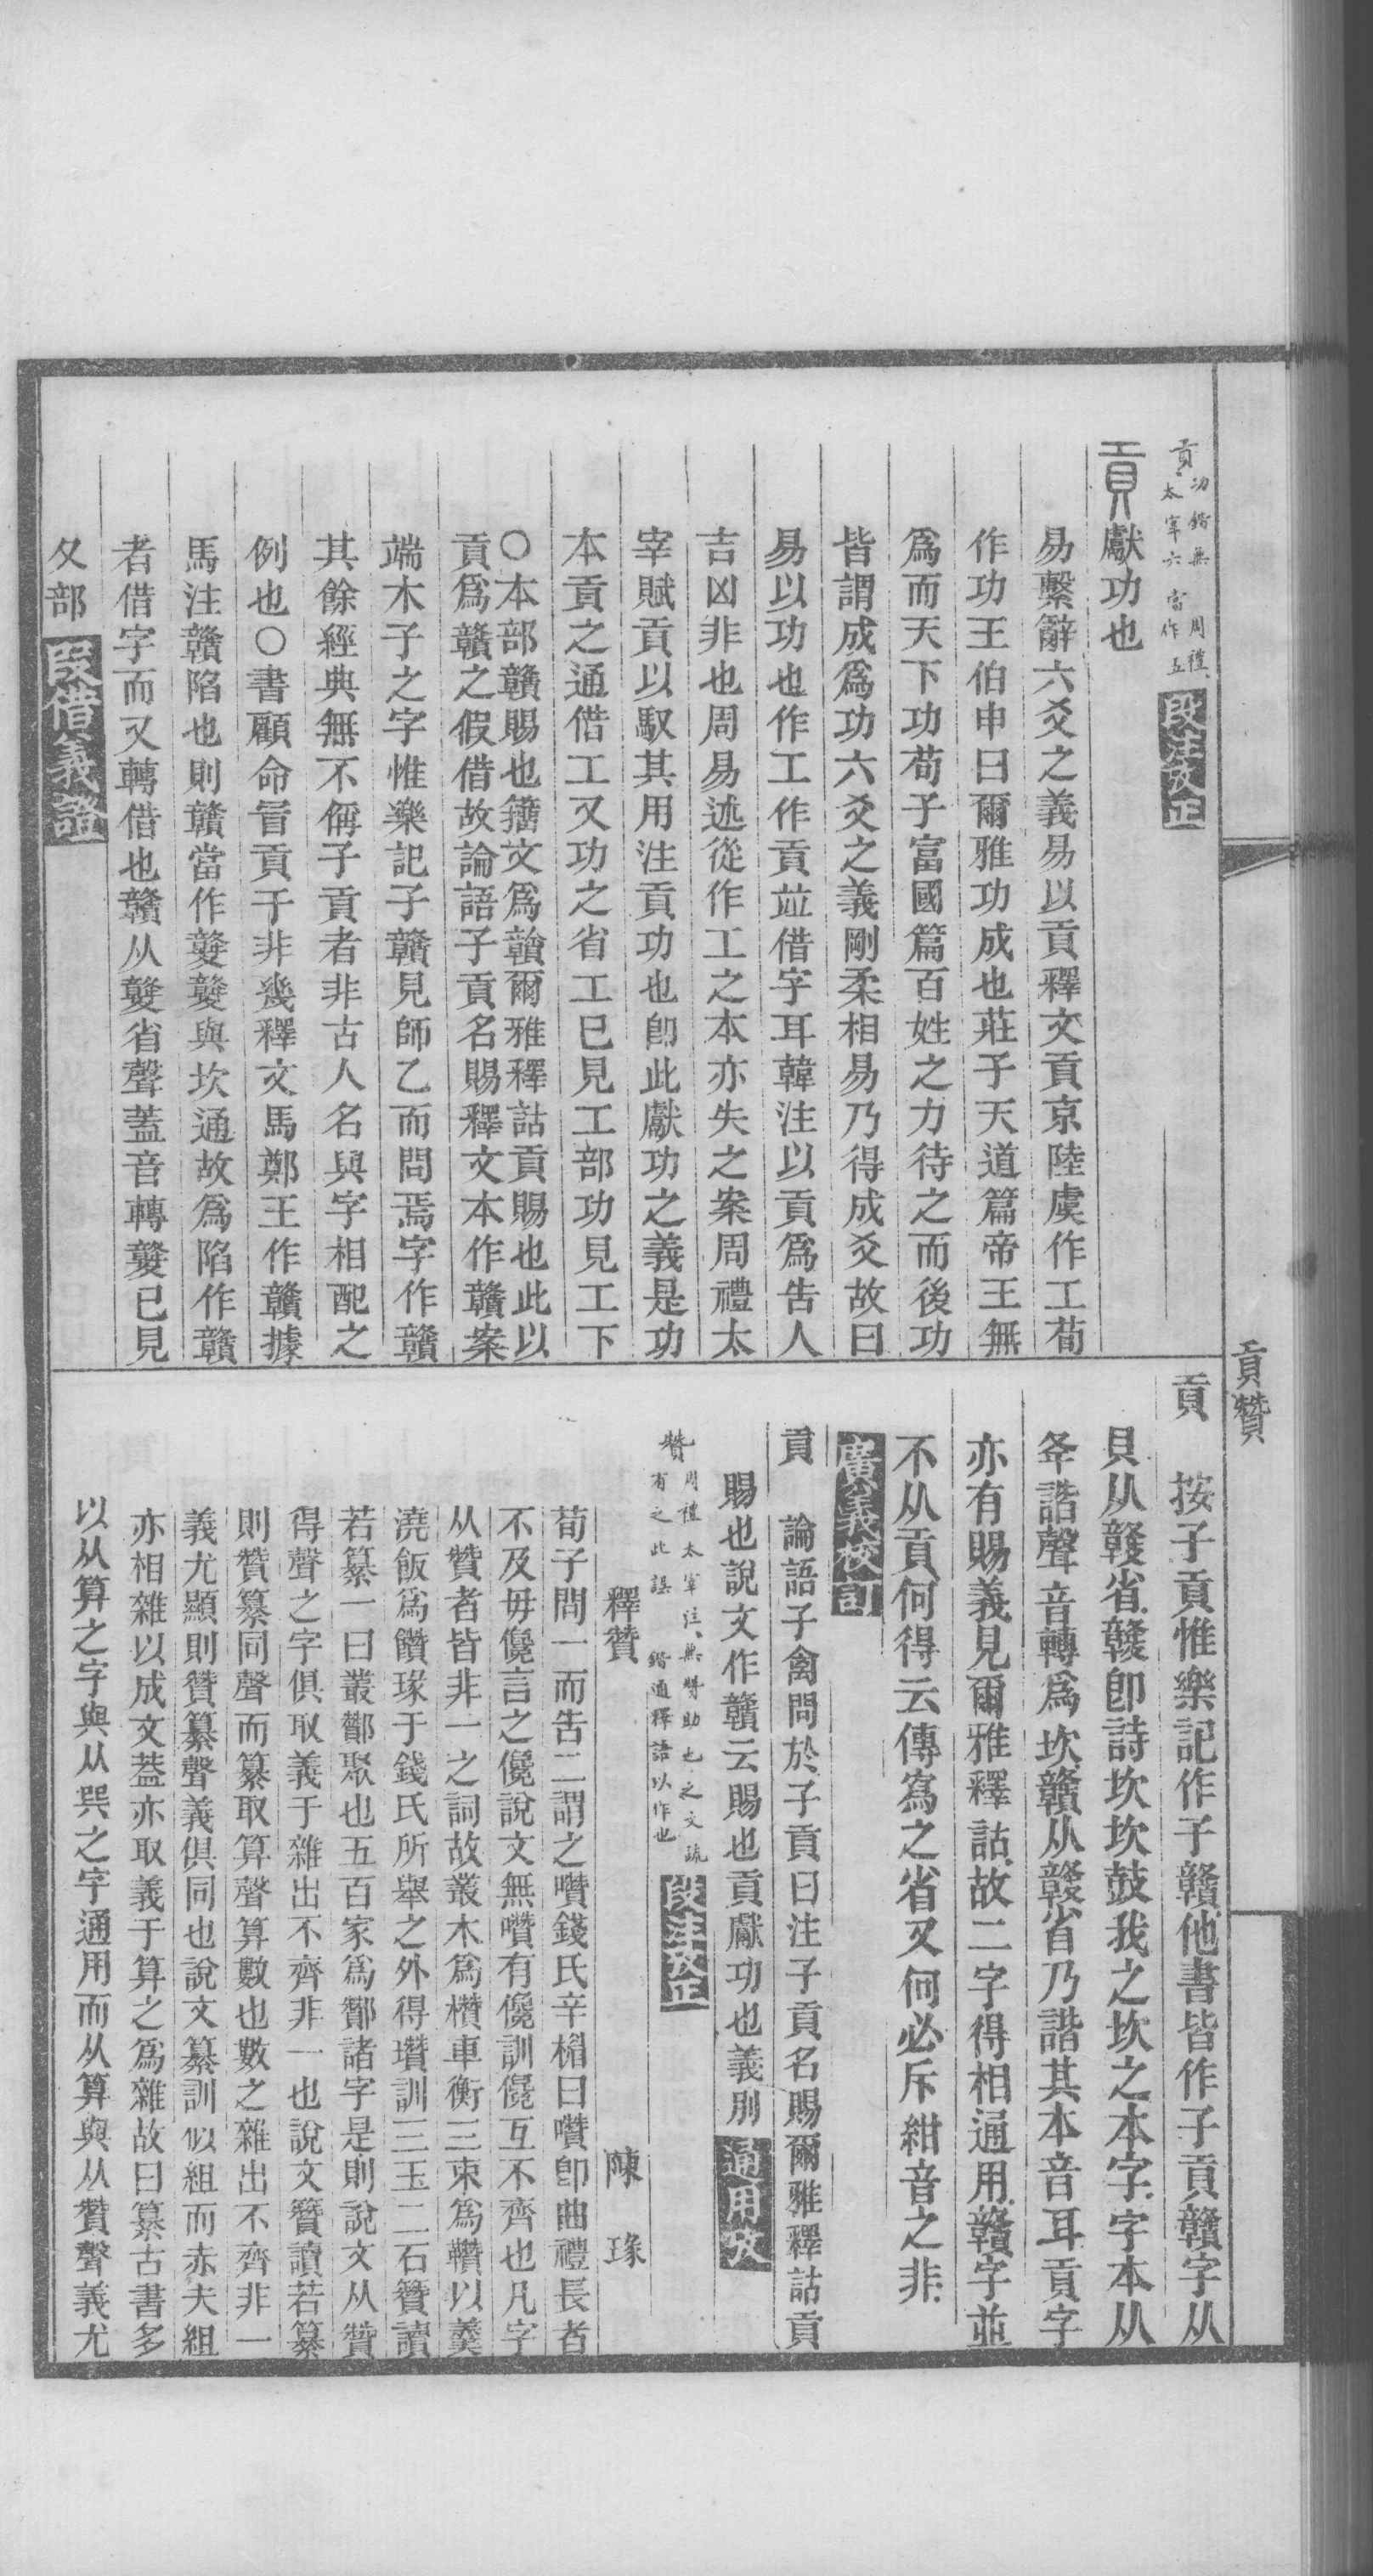 貢功鍇無 周禮
太宰六當作五 段注攷正
貢獻功也
易繫辭六爻之義易以貢釋文貢京陸虞作工荀
作功王伯申曰爾雅功成也莊子天道篇帝王無
爲而天下功荀子富國篇百姓之力待之而後功
皆謂成爲功六爻之義剛柔相易乃得成爻故曰
易以功也作工作貢竝借字耳韓注以貢爲告人
吉凶非也周易述從作工之本亦失之案周禮太
宰賦貢以馭其用注貢功也卽此獻功之義是功
本貢之通借工又功之省工已見工部功見工下
○本部贛賜也籒文爲䝱爾雅釋詁貢賜也此以
貢爲贛之假借故論語子貢名賜釋文本作贛案
端木子之字惟樂記子贛見師乙而問焉字作贛
其餘經典無不偁子貢者非古人名與字相配之
例也○書顧命冒貢于非幾釋文馬鄭王作贛據
馬注贛陷也則贛當作夅夅與坎通故爲陷作贛
者借字而又轉借也贛从夅省聲蓋音轉夅已見
夂部 段借義證
貢贊
貢 按子貢惟樂記作子贛他書皆作子貢贛字从
貝从竷省竷卽詩坎坎鼓我之坎之本字字本从
夅諧聲音轉爲坎贛从竷省乃諧其本音耳貢字
亦有賜義見爾雅釋詁故二字得相通用贛字並
不从貢何得云傳寫之省又何必斥紺音之非
廣義校訂
貢 論語子禽問於子貢曰注子貢名賜爾雅釋詁貢
賜也說文作贛云賜也貢獻功也義別 通用攷
贊 周禮太宰注無贊助也之文疏
有之此誤 鍇通釋詁以作也 段注攷正
釋贊 陳瑑
荀子問一而告二謂之囋錢氏辛楣曰囋卽曲禮長者
不及毋儳言之儳說文無囋有儳訓儳互不齊也凡字
从贊者皆非一之詞故叢木爲欑車衡三束爲䡽以羹
澆飯爲饡瑑于錢氏所舉之外得瓚訓三玉二石籫讀
若纂一曰叢酇聚也五百家爲酇諸字是則說文从贊
得聲之字俱取義于雜出不齊非一也說文籫讀若纂
則贊纂同聲而纂取算聲算數也數之雜出不齊非一
義尤顯則贊纂聲義俱同也說文纂訓似組而赤夫組
亦相雜以成文葢亦取義于算之爲雜故曰纂古書多
以从算之字與从巽之字通用而从算與从贊聲義尤